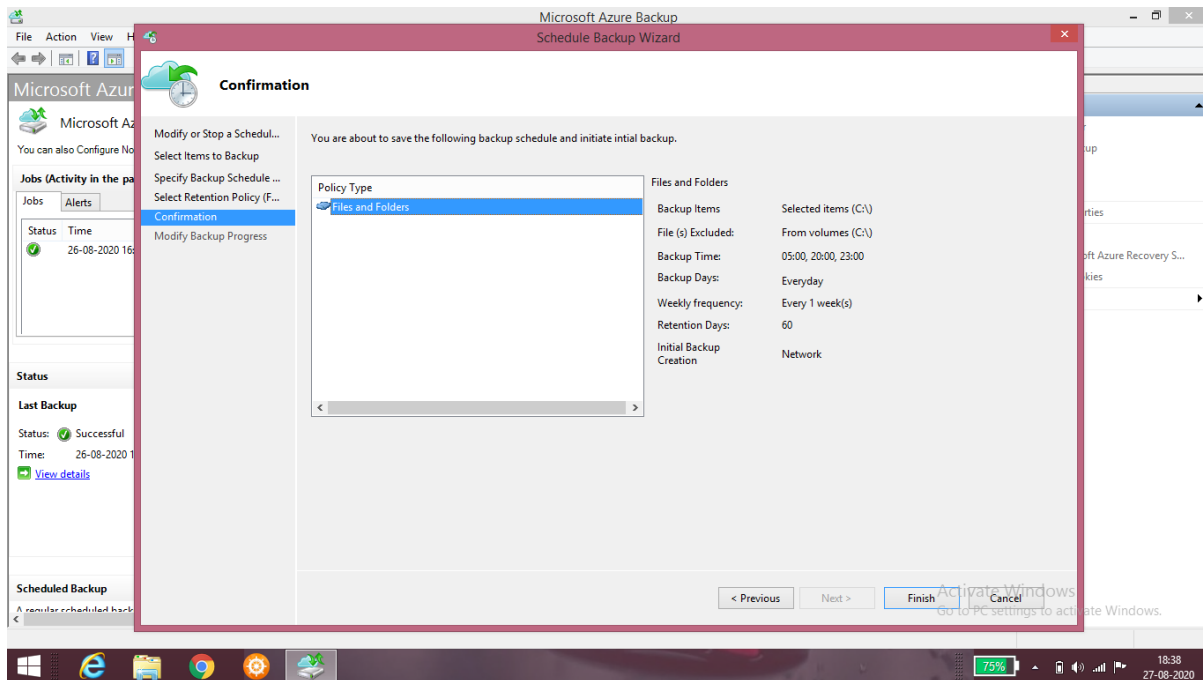 Microsoft Azure Backup
File Action View H
Schedule Backup Wizard
Microsoft Azur
Microsoft Az
You can also Configure No
Jobs (Activity in the pa
Jobs Alerts
Status Time
26-08-2020 16:
Status
Last Backup
Status: Successful
Time: 26-08-2020 1
View details
Scheduled Backup
A regular scheduled back
Confirmation
Modify or Stop a Schedul...
Select Items to Backup
Specify Backup Schedule ...
Select Retention Policy (F...
Confirmation
Modify Backup Progress
You are about to save the following backup schedule and initiate intial backup.
Policy Type
Files and Folders
Files and Folders
Backup Items Selected items (C:\)
File (s) Excluded: From volumes (C:\)
Backup Time: 05:00, 20:00, 23:00
Backup Days: Everyday
Weekly frequency: Every 1 week(s)
Retention Days: 60
Initial Backup
Creation Network
< Previous Next > Finish Cancel
Activate Windows
Go to PC settings to activate Windows.
up
rties
oft Azure Recovery S...
kies
75%
18:38
27-08-2020